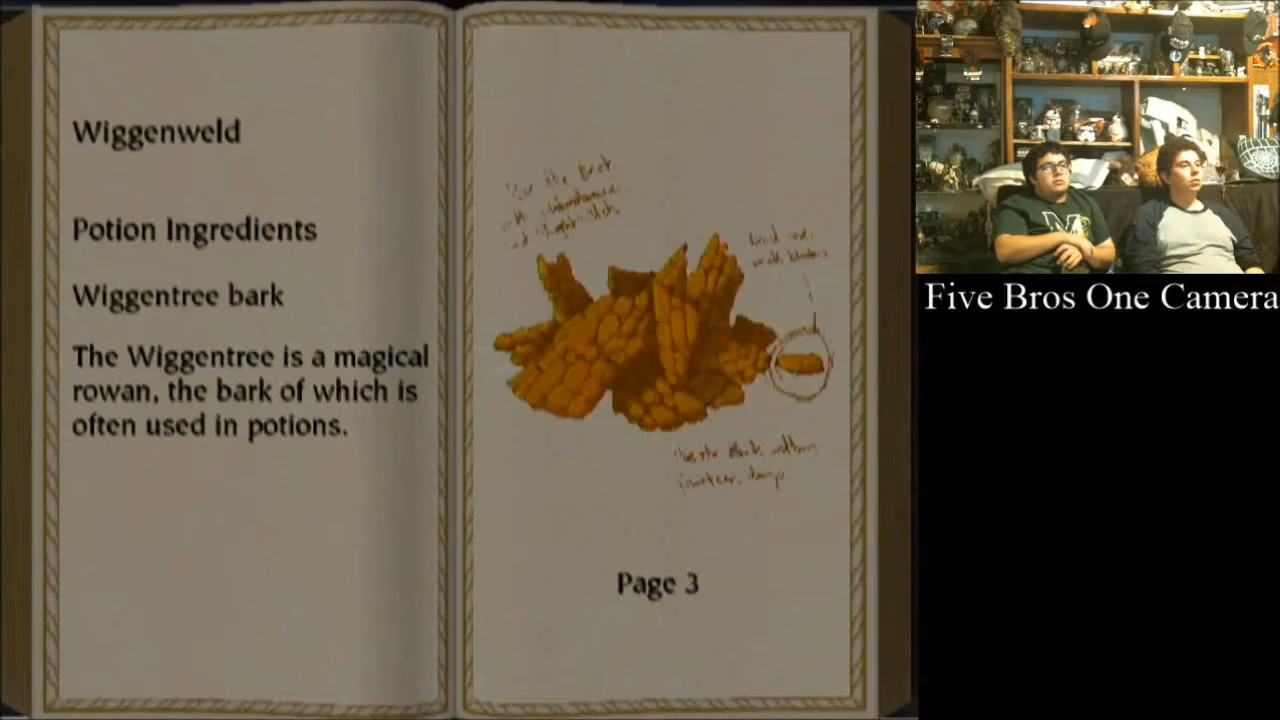 Wiggenweld
Potion Ingredients
Wiggentree bark
The Wiggentree is a magical
rowan, the bark of which is
often used in potions.
Page 3
M
Five Bros One Camera